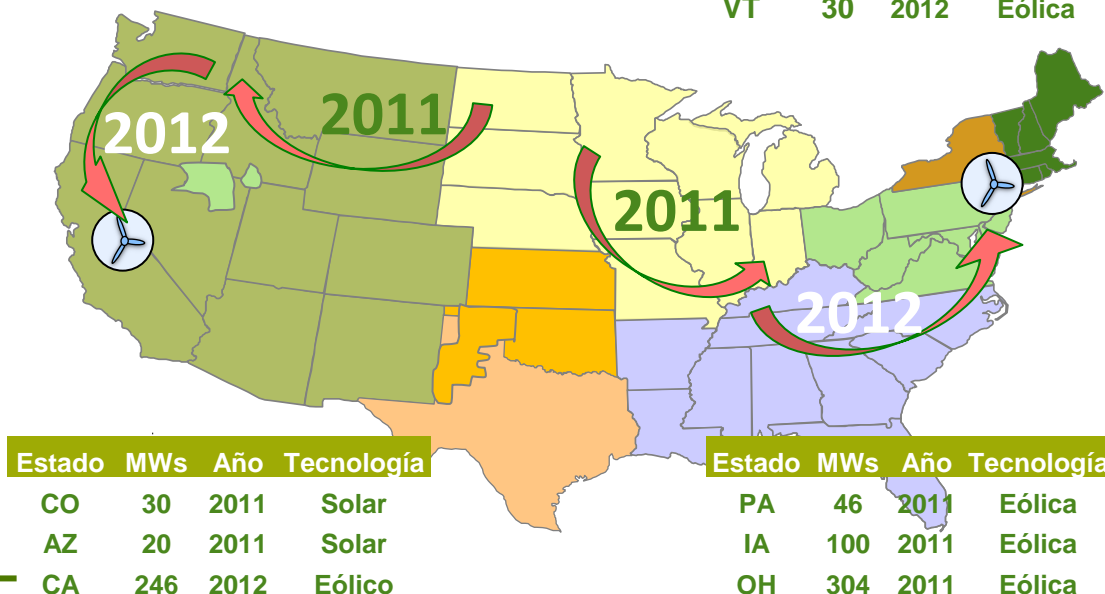 VT 30 2012 Eólica
2011
2012
2011
2012
Estado MWs Año Tecnología
CO 30 2011 Solar
AZ 20 2011 Solar
CA 246 2012 Eólico
Estado MWs Año Tecnología
PA 46 2011 Eólica
IA 100 2011 Eólica
OH 304 2011 Eólica